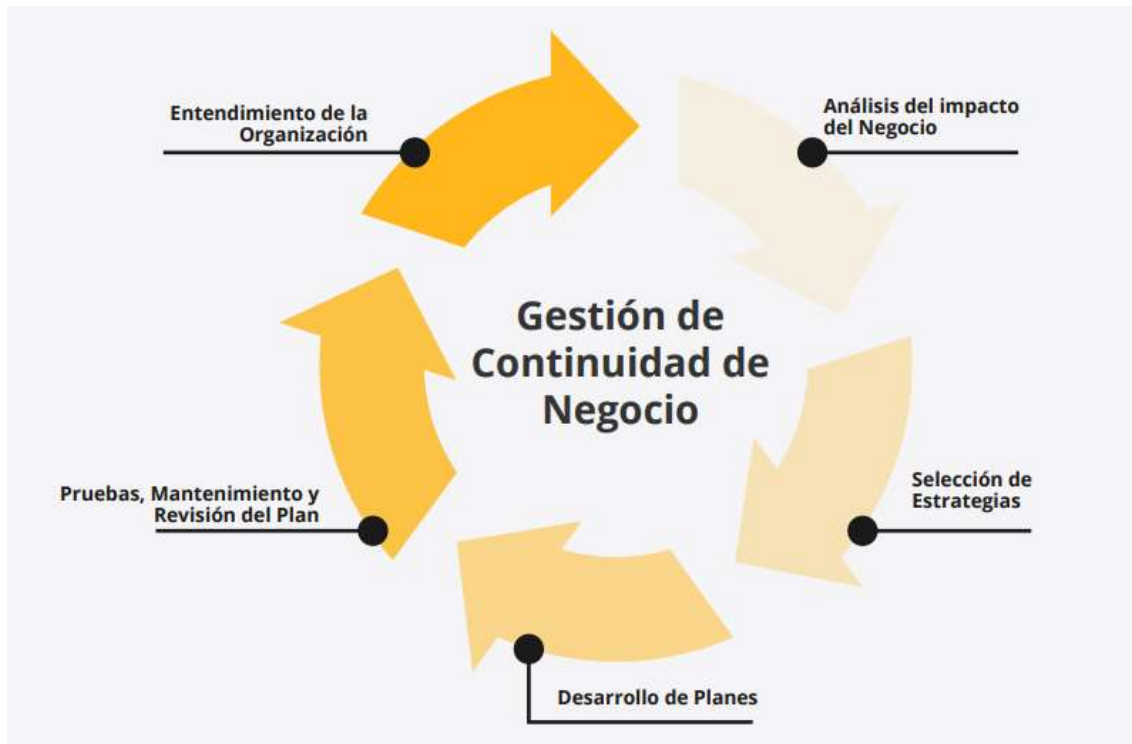 Entendimiento de la
Organización
Análisis del impacto
del Negocio
Gestión de
Continuidad de
Negocio
Selección de
Estrategias
Pruebas, Mantenimiento y
Revisión del Plan
Desarrollo de Planes